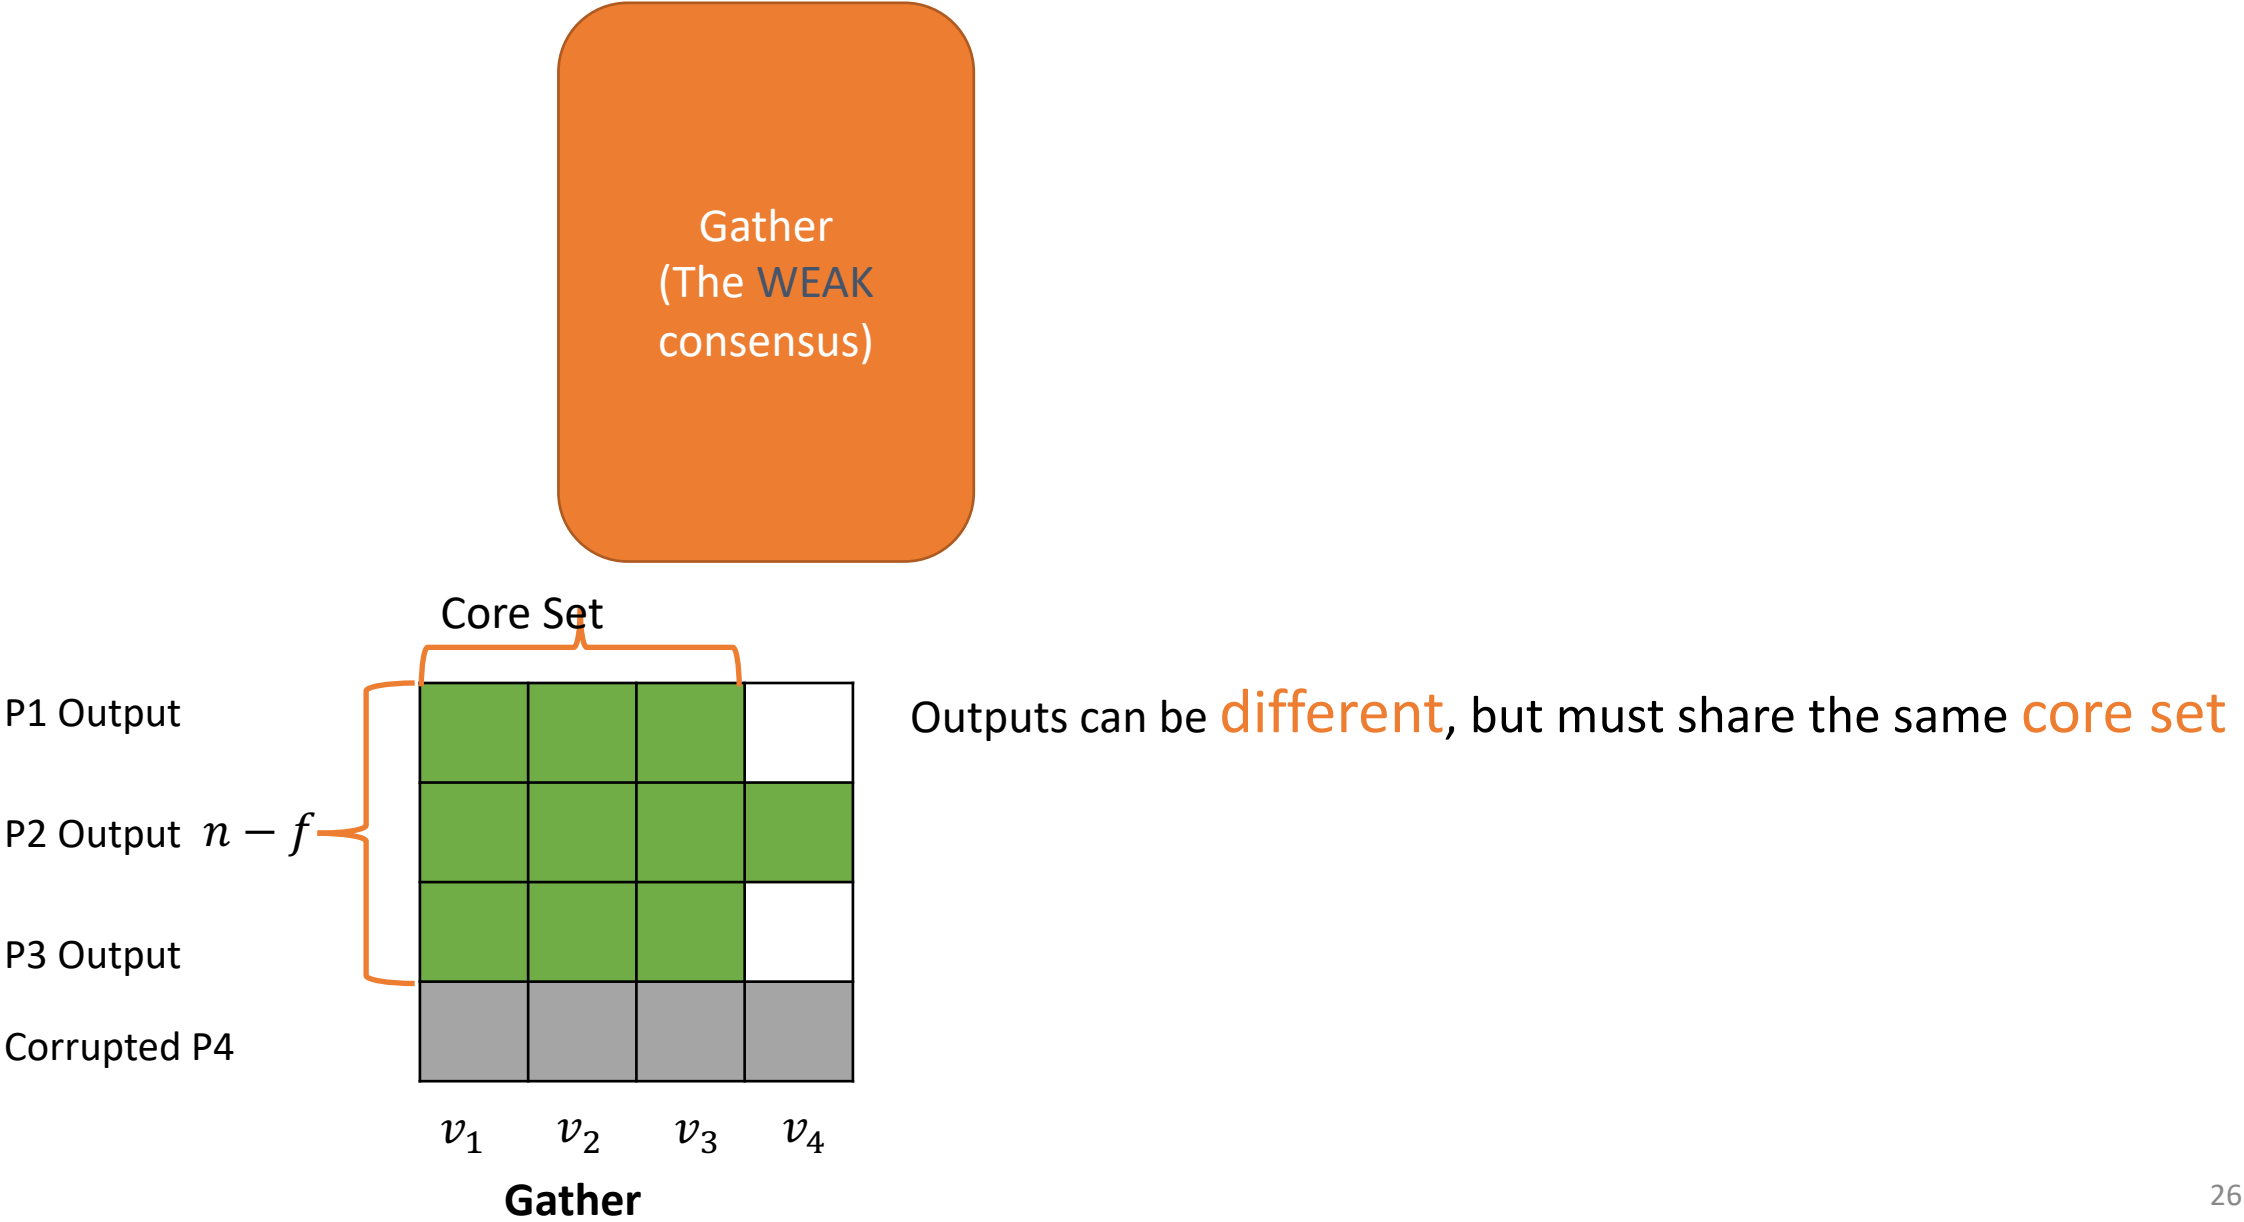 Gather
(The WEAK
consensus)
Core Set
P1 Output
Outputs can be different, but must share the same core set
P2 Output n − f
P3 Output
Corrupted P4
v₁ v₂ v₃ v₄
Gather
26